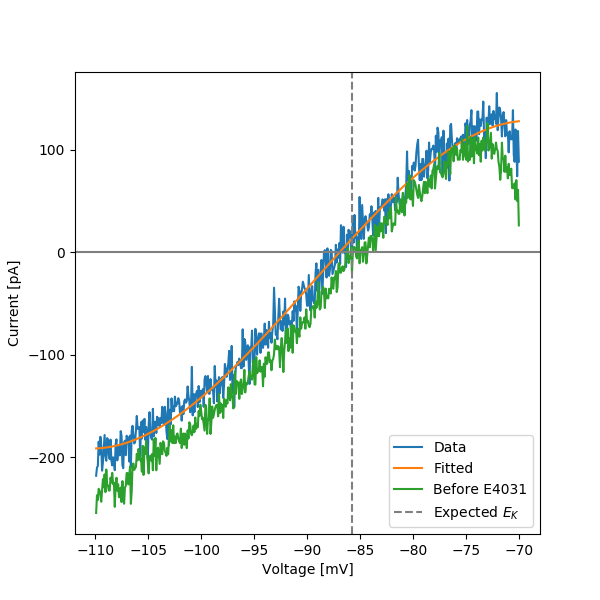 Current [pA]
100
0
−100
−200
−110 −105 −100 −95 −90 −85 −80 −75 −70
Voltage [mV]
Data
Fitted
Before E4031
Expected E_K